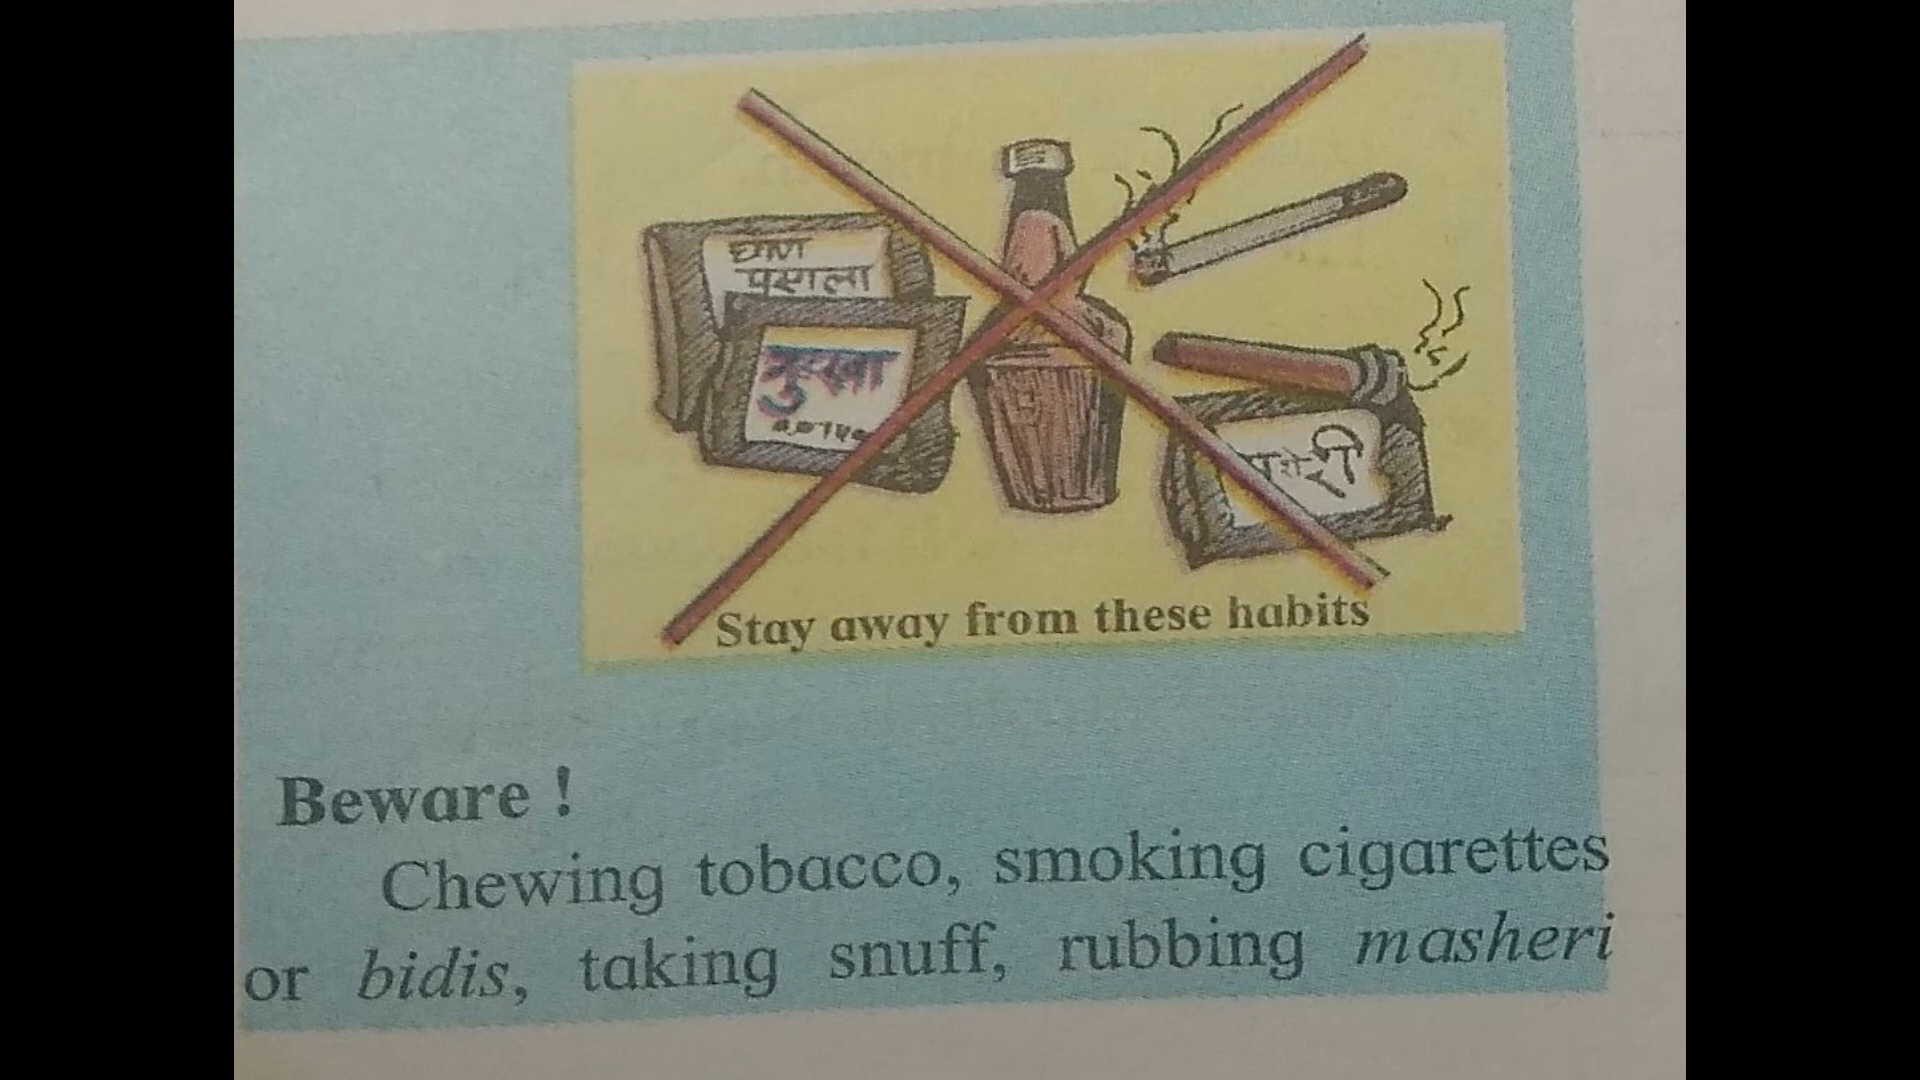 गुटखा
Stay away from these habits
Beware !
Chewing tobacco, smoking cigarettes
or bidis, taking snuff, rubbing masheri